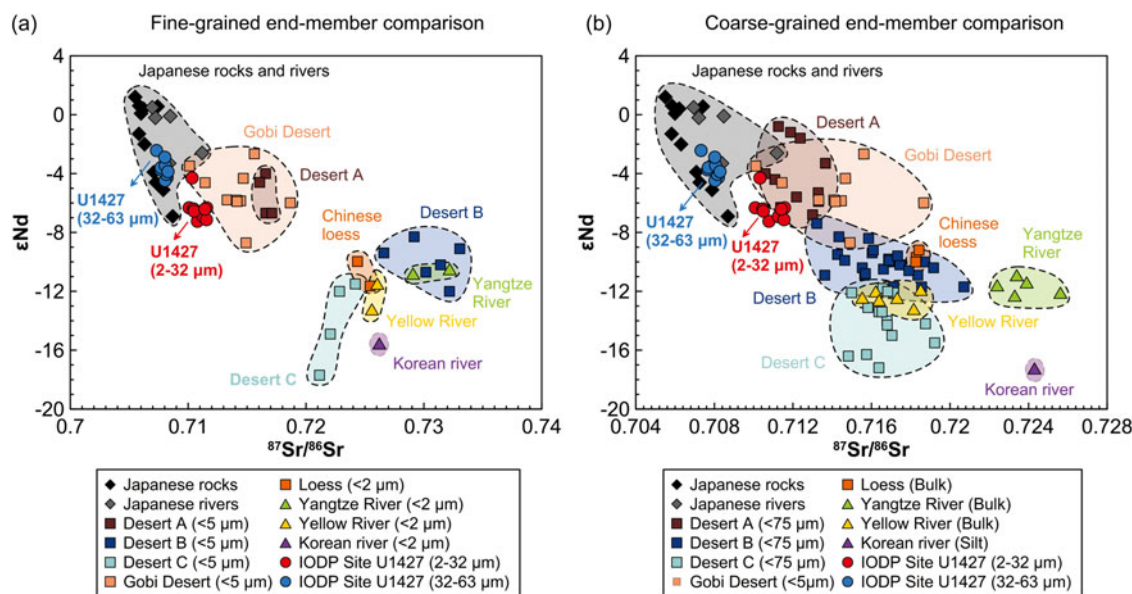 (a)
Fine-grained end-member comparison
4
0
-4
-8
-12
-16
-20
εNd
Japanese rocks and rivers
Gobi Desert
Desert A
U1427
(32-63 μm)
U1427
(2-32 μm)
Chinese
loess
Desert B
Yangtze
River
Yellow River
Desert C
Korean river
0.7
0.71
0.72
0.73
0.74
⁸⁷Sr/⁸⁶Sr
Japanese rocks
Japanese rivers
Desert A (<5 μm)
Desert B (<5 μm)
Desert C (<5 μm)
Gobi Desert (<5 μm)
Loess (<2 μm)
Yangtze River (<2 μm)
Yellow River (<2 μm)
Korean river (<2 μm)
IODP Site U1427 (2-32 μm)
IODP Site U1427 (32-63 μm)
(b)
Coarse-grained end-member comparison
4
0
-4
-8
-12
-16
-20
εNd
Japanese rocks and rivers
Desert A
Gobi Desert
U1427
(32-63 μm)
U1427
(2-32 μm)
Chinese
loess
Yangtze
River
Desert B
Yellow River
Desert C
Korean river
0.704
0.708
0.712
0.716
0.720
0.724
0.728
⁸⁷Sr/⁸⁶Sr
Japanese rocks
Japanese rivers
Desert A (<75 μm)
Desert B (<75 μm)
Desert C (<75 μm)
Gobi Desert (<5μm)
Loess (Bulk)
Yangtze River (Bulk)
Yellow River (Bulk)
Korean river (Silt)
IODP Site U1427 (2-32 μm)
IODP Site U1427 (32-63 μm)